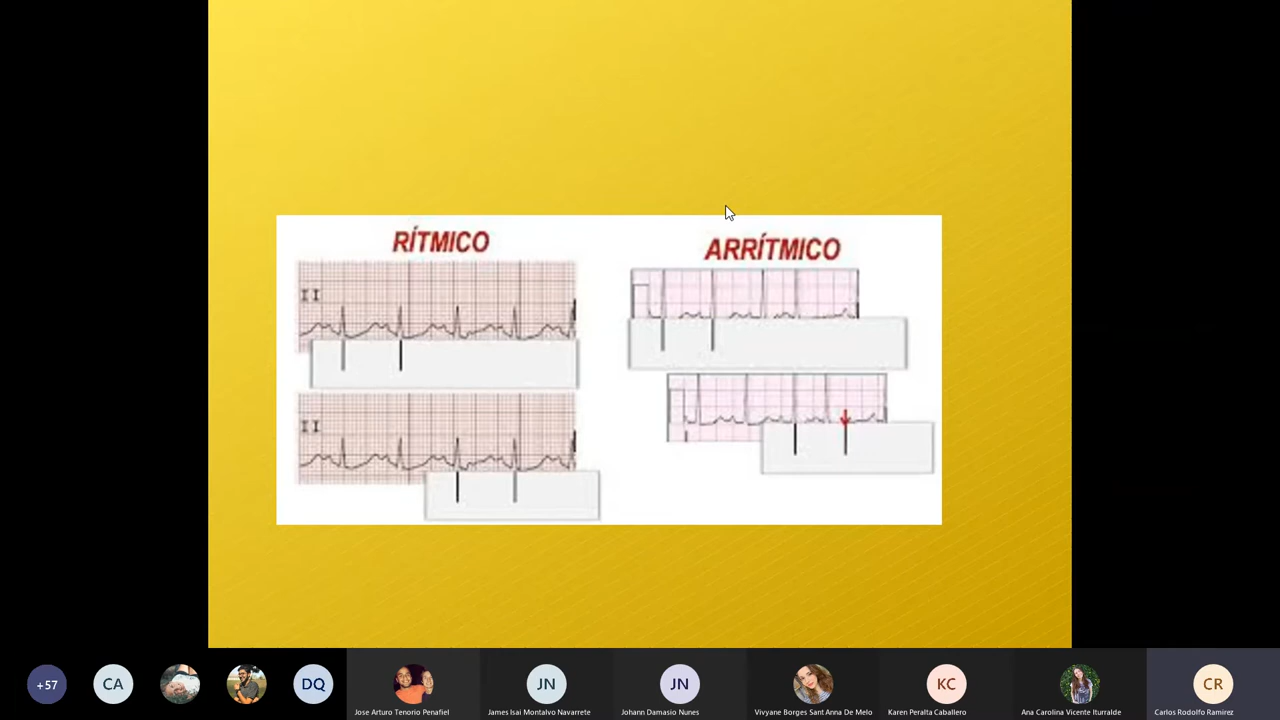 RÍTMICO
ARRÍTMICO
II
II
+57
CA
DQ
JN
JN
KC
CR
Jose Arturo Tenorio Penafiel
James Isai Montalvo Navarrete
Johann Damasio Nunes
Vivyane Borges Sant Anna De Melo
Karen Peralta Caballero
Ana Carolina Vicente Iturralde
Carlos Rodolfo Ramirez